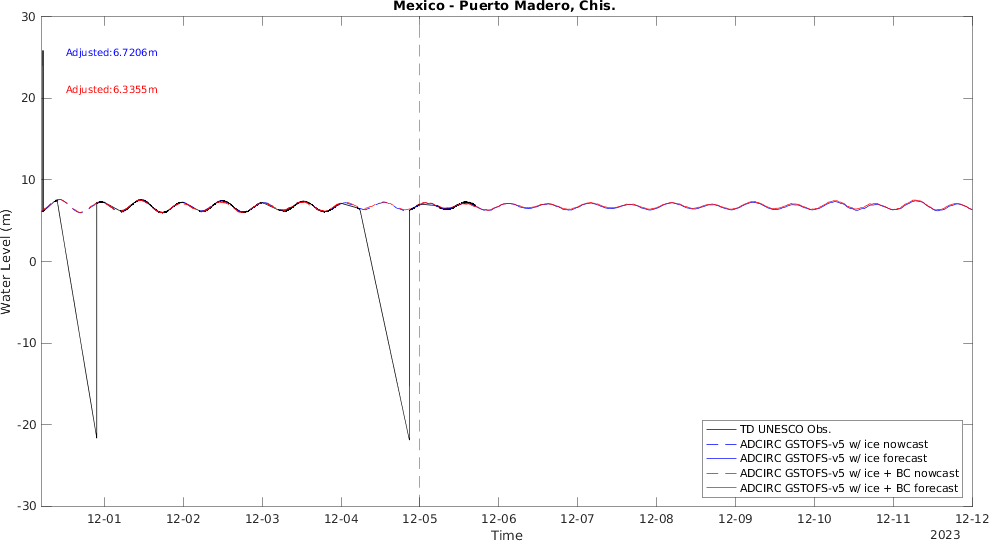 Mexico - Puerto Madero, Chis.
30
20
10
0
-10
-20
-30
Water Level (m)
Adjusted:6.7206m
Adjusted:6.3355m
TD UNESCO Obs.
ADCIRC GSTOFS-v5 w/ ice nowcast
ADCIRC GSTOFS-v5 w/ ice forecast
ADCIRC GSTOFS-v5 w/ ice + BC nowcast
ADCIRC GSTOFS-v5 w/ ice + BC forecast
12-01 12-02 12-03 12-04 12-05 12-06 12-07 12-08 12-09 12-10 12-11 12-12
Time
2023